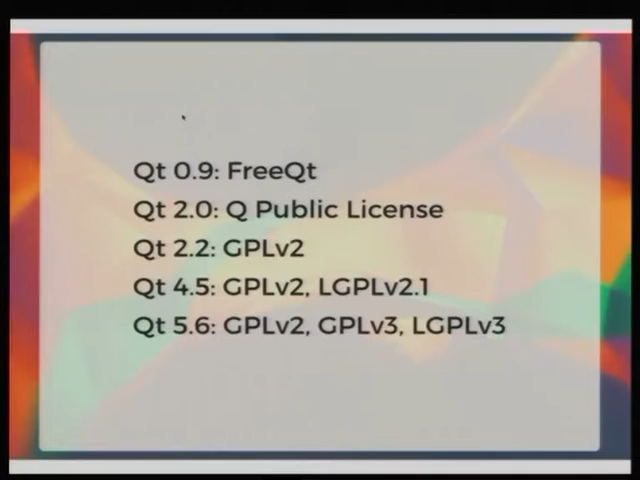 Qt 0.9: FreeQt
Qt 2.0: Q Public License
Qt 2.2: GPLv2
Qt 4.5: GPLv2, LGPLv2.1
Qt 5.6: GPLv2, GPLv3, LGPLv3